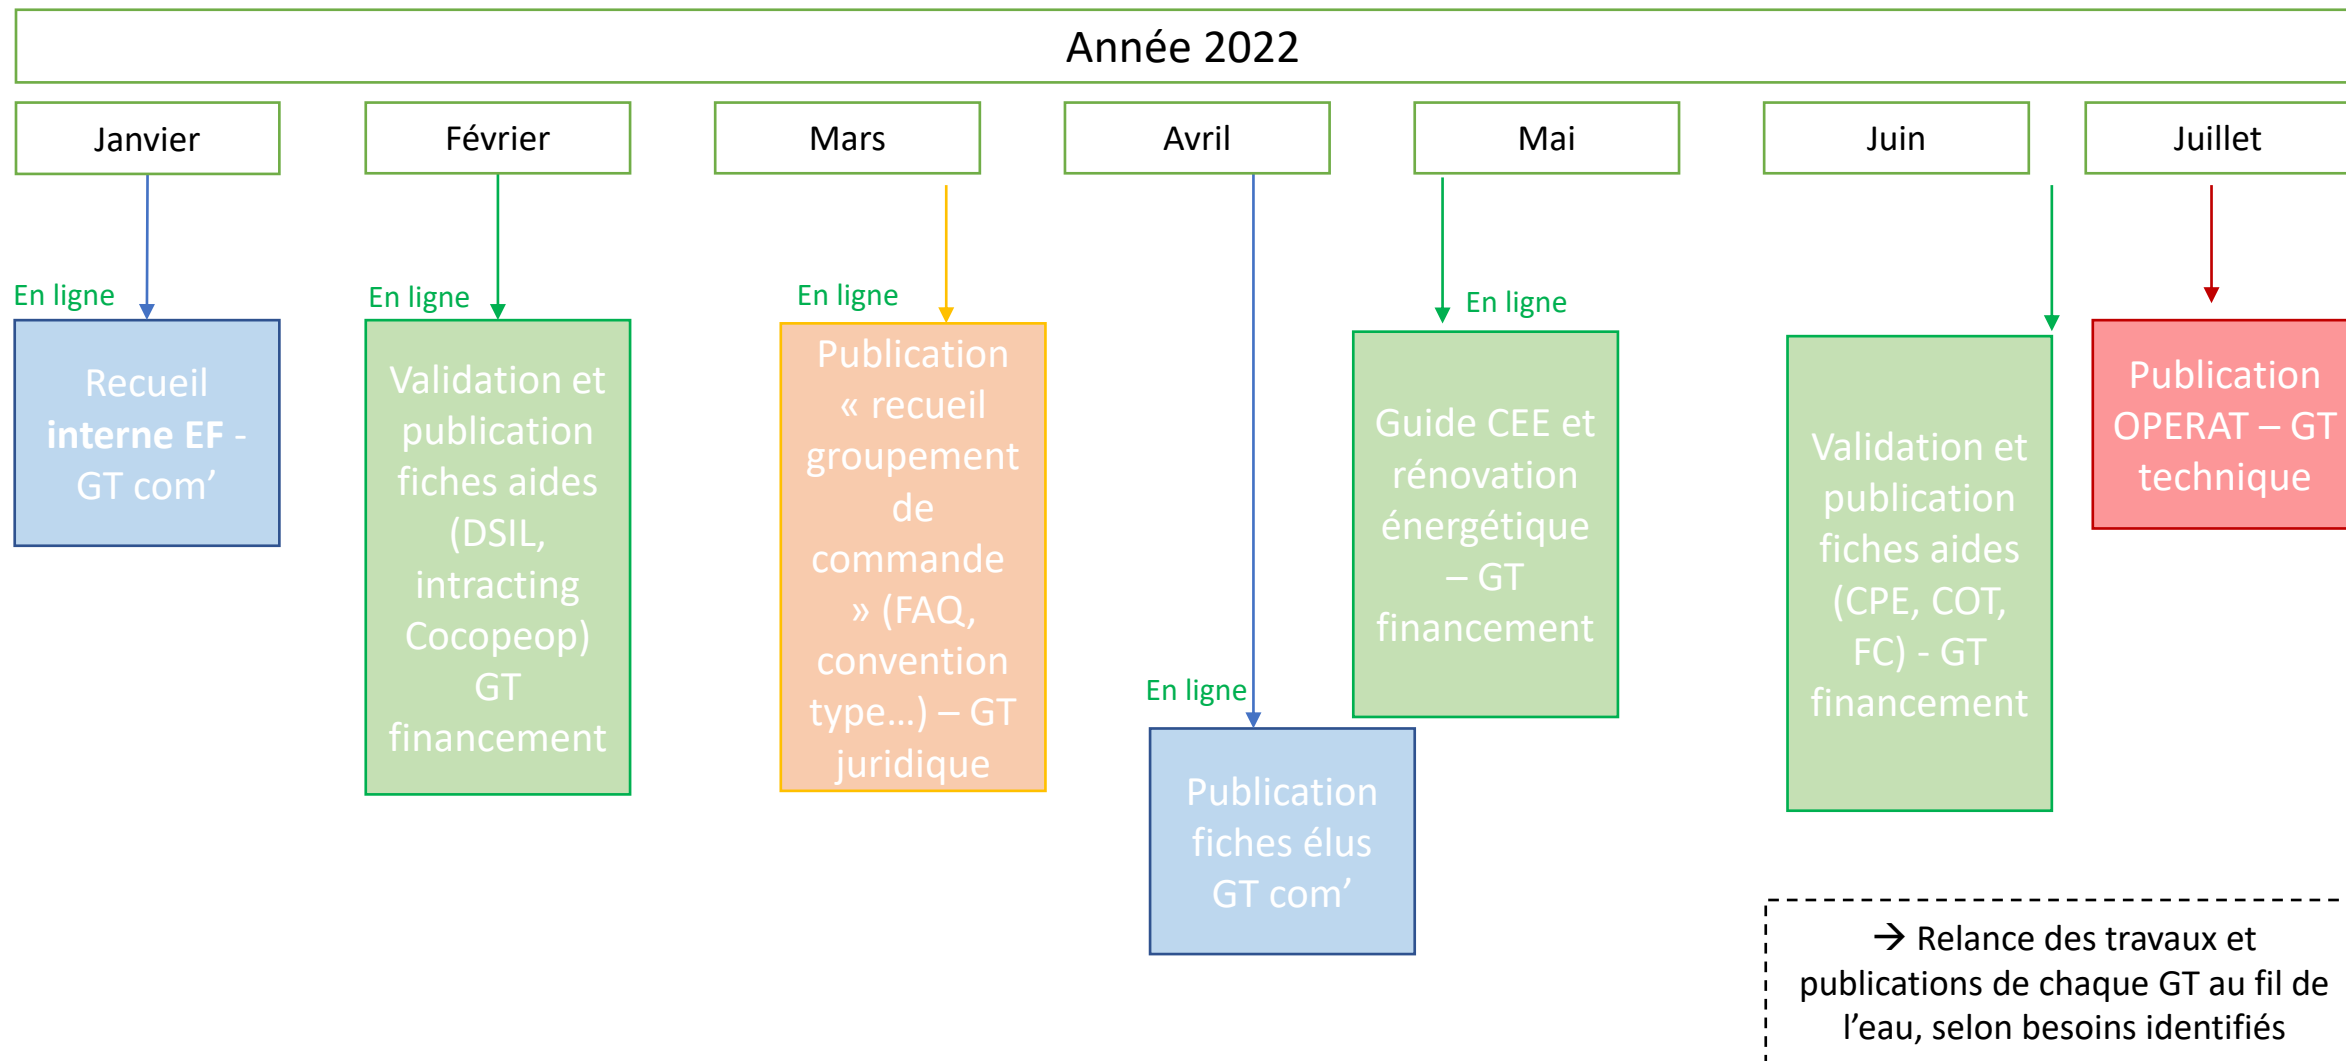 Année 2022
Janvier
Février
Mars
Avril
Mai
Juin
Juillet
En ligne
Recueil
interne EF -
GT com’
En ligne
Validation et
publication
fiches aides
(DSIL,
intracting
Cocopeop)
GT
financement
En ligne
Publication
« recueil
groupement
de
commande
» (FAQ,
convention
type…) – GT
juridique
En ligne
Publication
fiches élus
GT com’
En ligne
Guide CEE et
rénovation
énergétique
– GT
financement
Validation et
publication
fiches aides
(CPE, COT,
FC) - GT
financement
Publication
OPERAT – GT
technique
→ Relance des travaux et
publications de chaque GT au fil de
l’eau, selon besoins identifiés